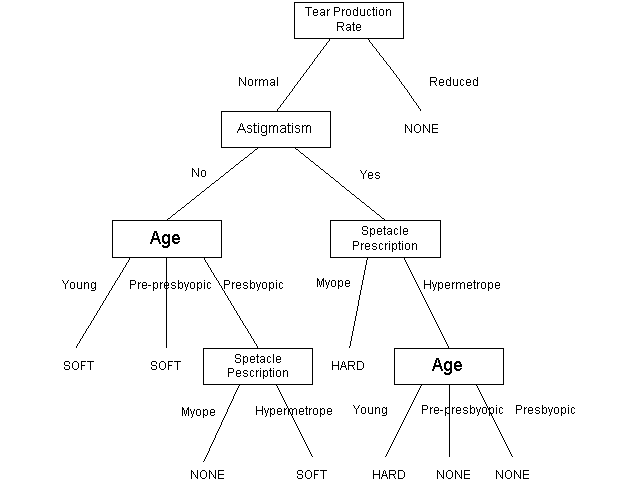 Tear Production
Rate
Normal
Reduced
Astigmatism
NONE
No
Yes
Age
Spetacle
Prescription
Young
Pre-presbyopic
Presbyopic
Myope
Hypermetrope
SOFT
SOFT
Spetacle
Pescription
HARD
Age
Myope
Hypermetrope
Young
Pre-presbyopic
Presbyopic
NONE
SOFT
HARD
NONE
NONE